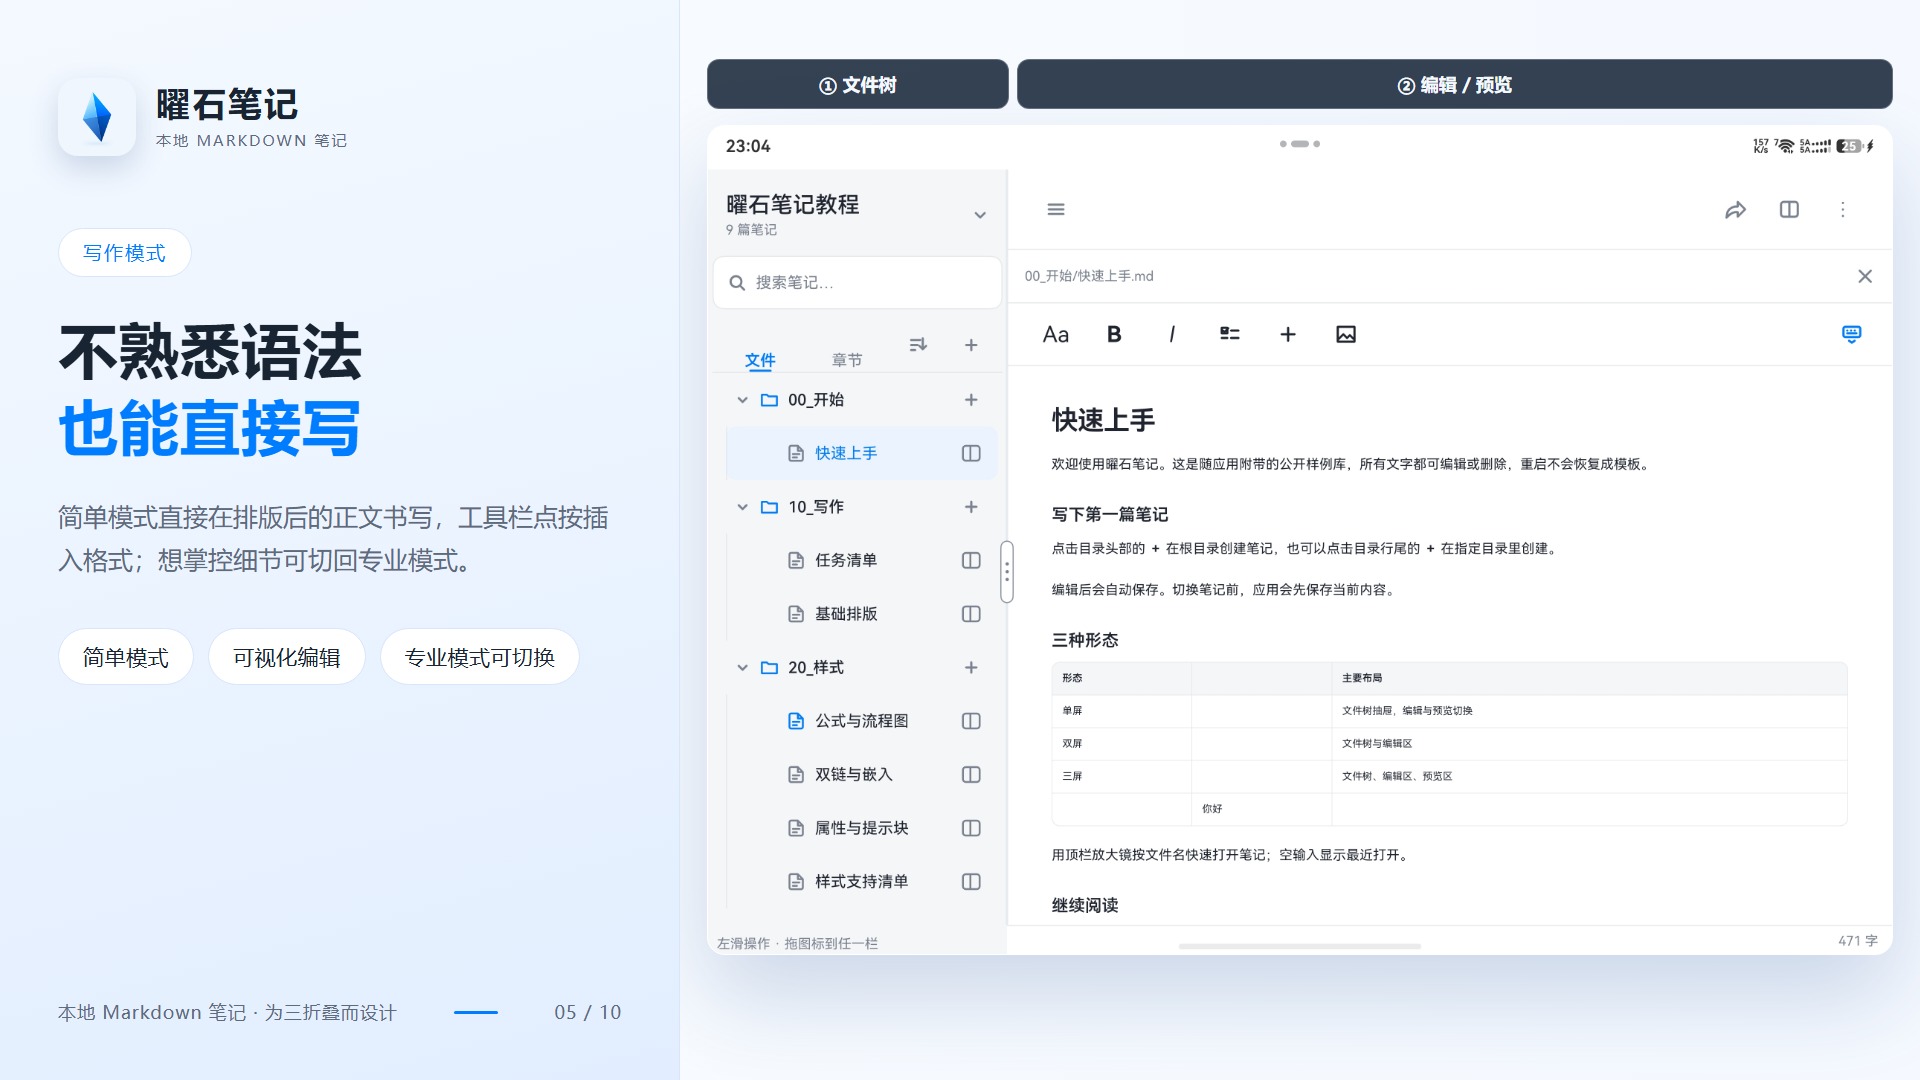 曜石笔记
本地 MARKDOWN 笔记
写作模式
不熟悉语法
也能直接写
简单模式直接在排版后的正文书写，工具栏点按插
入格式；想掌控细节可切回专业模式。
简单模式
可视化编辑
专业模式可切换
本地 Markdown 笔记 · 为三折叠而设计
05 / 10
① 文件树
② 编辑 / 预览
23:04
157 K/s
7
5A
5A
25
曜石笔记教程
9 篇笔记
搜索笔记...
文件
章节
00_开始
快速上手
10_写作
任务清单
基础排版
20_样式
公式与流程图
双链与嵌入
属性与提示块
样式支持清单
左滑操作 · 拖图标到任一栏
00_开始/快速上手.md
Aa B I
快速上手
欢迎使用曜石笔记。这是随应用附带的公开样例库，所有文字都可编辑或删除，重启不会恢复成模板。
写下第一篇笔记
点击目录头部的 + 在根目录创建笔记，也可以点击目录行尾的 + 在指定目录里创建。
编辑后会自动保存。切换笔记前，应用会先保存当前内容。
三种形态
形态 主要布局
单屏 文件树抽屉，编辑与预览切换
双屏 文件树与编辑区
三屏 文件树、编辑区、预览区
你好
用顶栏放大镜按文件名快速打开笔记；空输入显示最近打开。
继续阅读
471 字